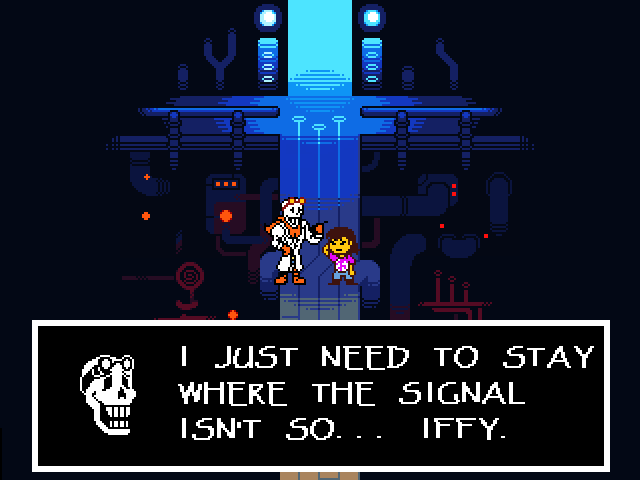 I JUST NEED TO STAY
WHERE THE SIGNAL
ISN'T SO... IFFY.